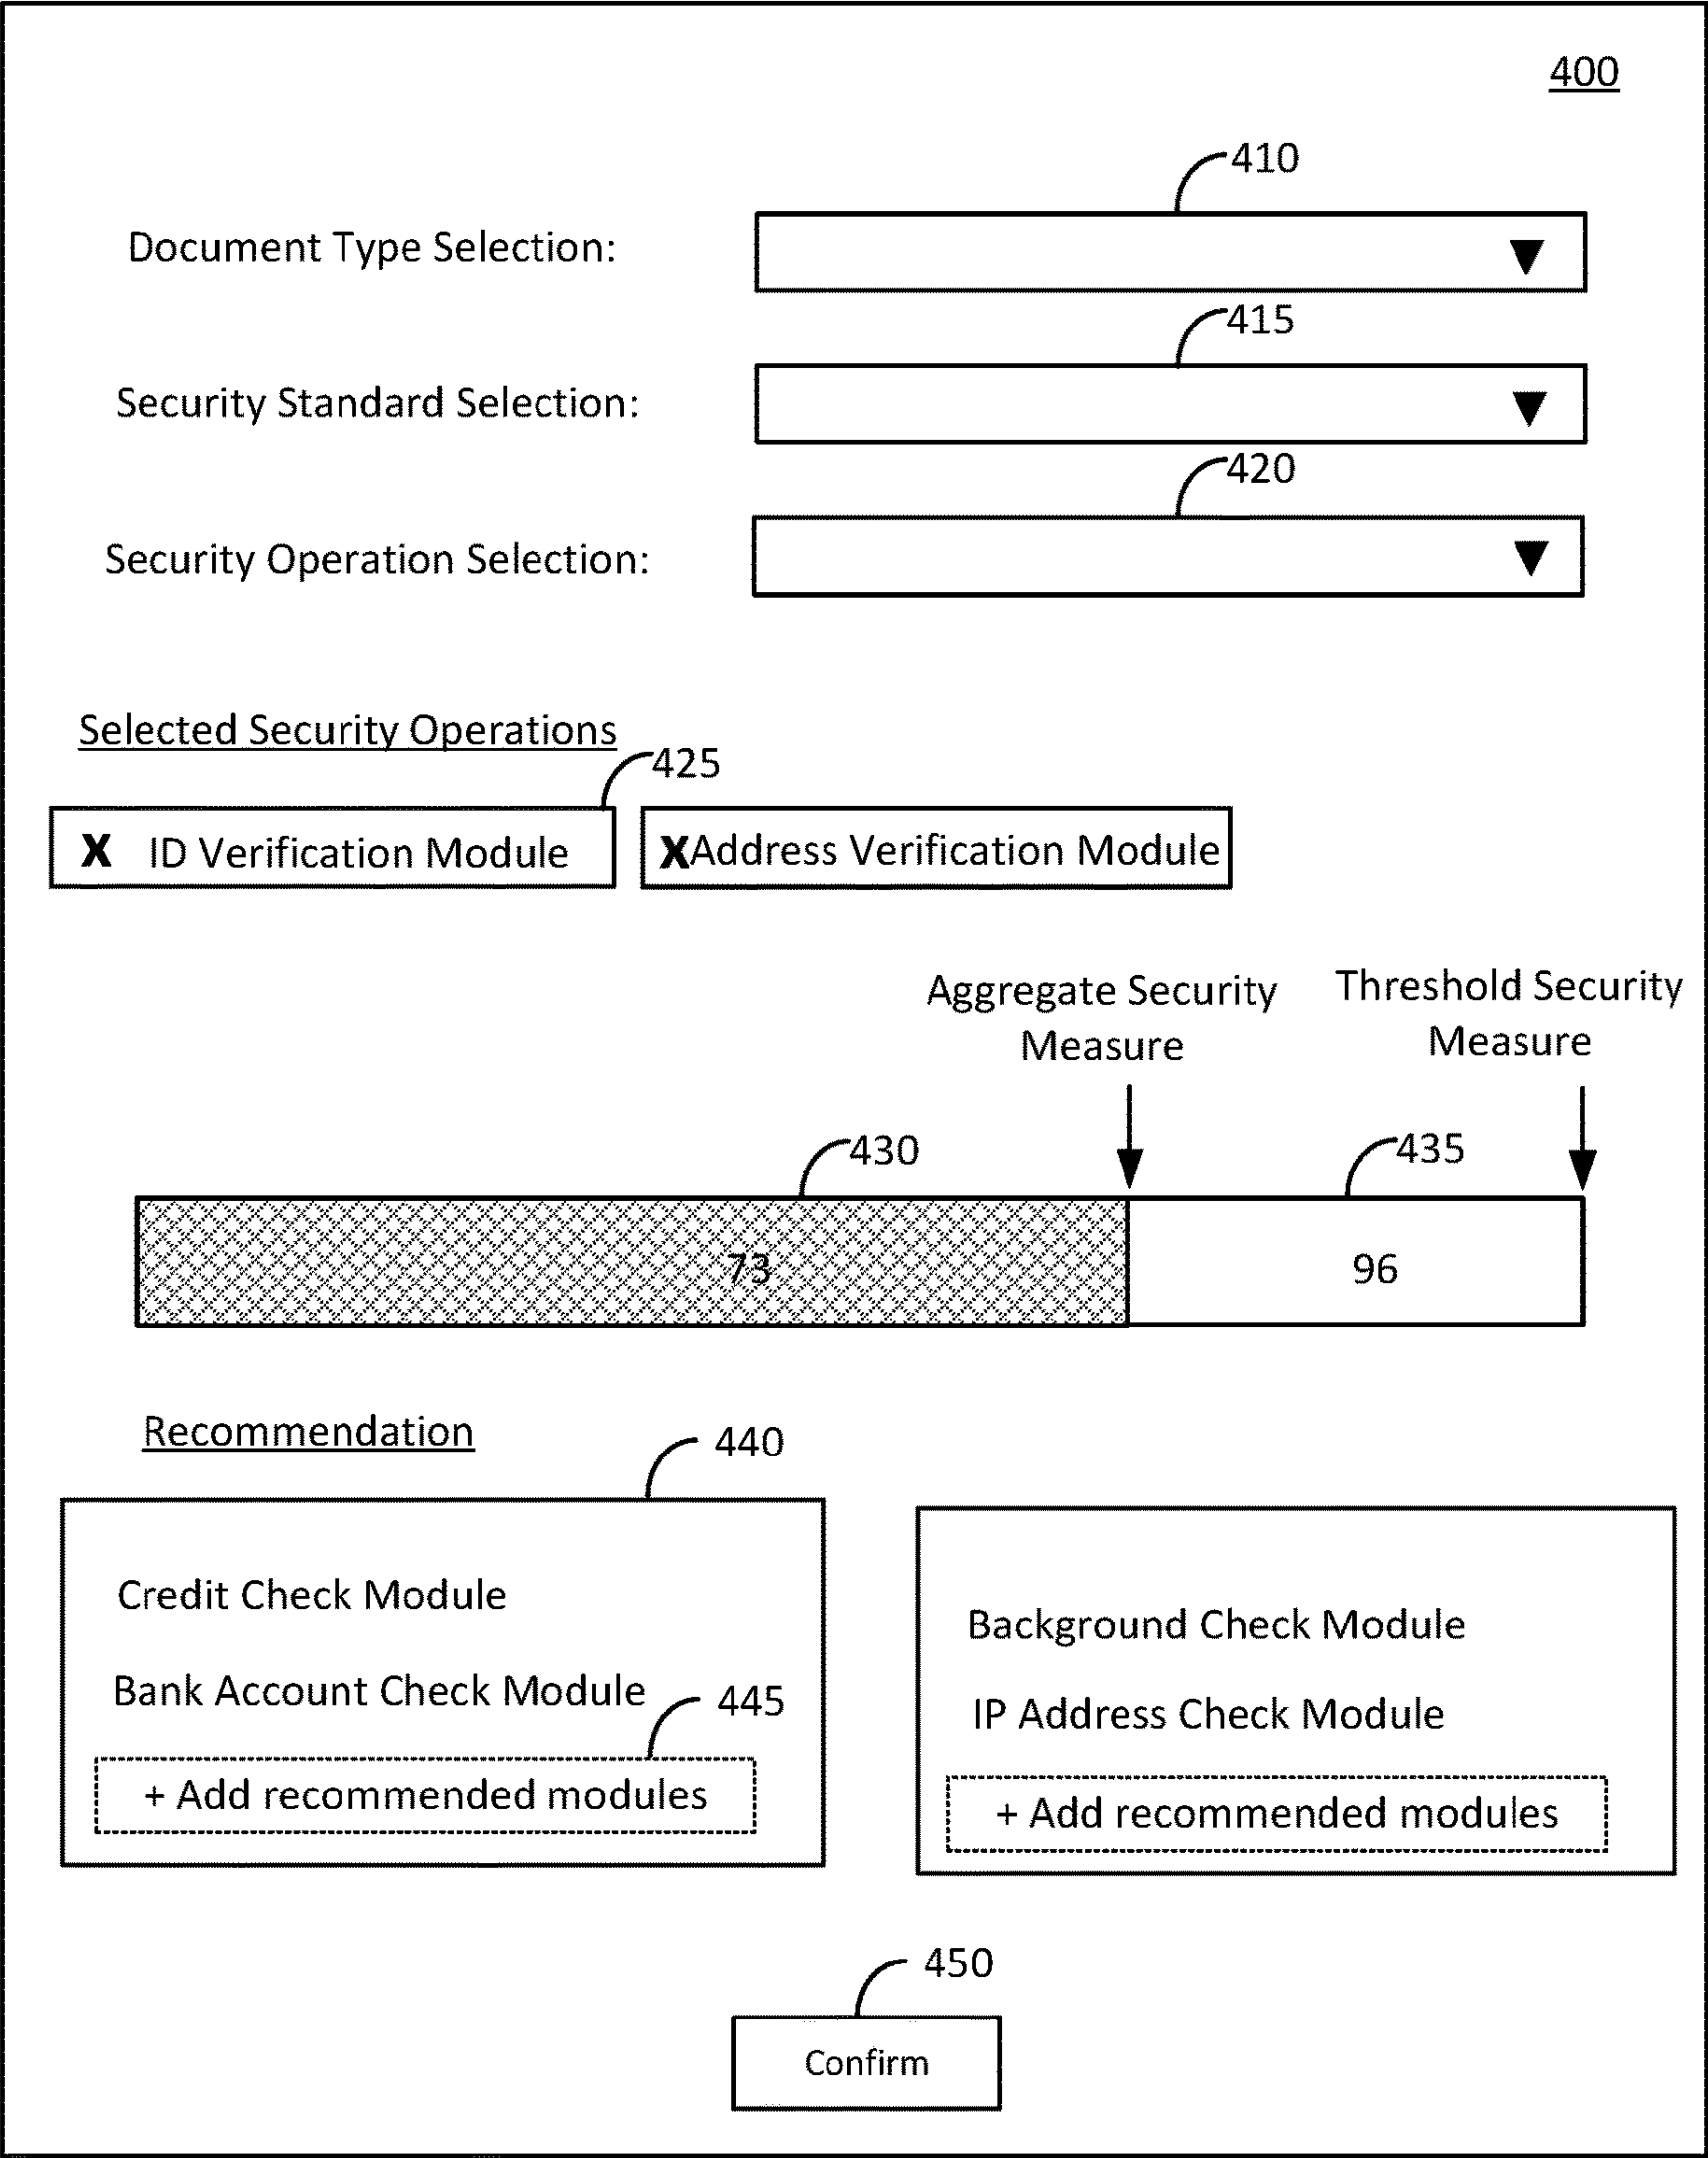 400
410
Document Type Selection:
415
Security Standard Selection:
420
Security Operation Selection:
Selected Security Operations
425
X ID Verification Module
X Address Verification Module
Aggregate Security
Measure
Threshold Security
Measure
430
435
73
96
Recommendation
440
Credit Check Module
Bank Account Check Module
445
+ Add recommended modules
Background Check Module
IP Address Check Module
+ Add recommended modules
450
Confirm